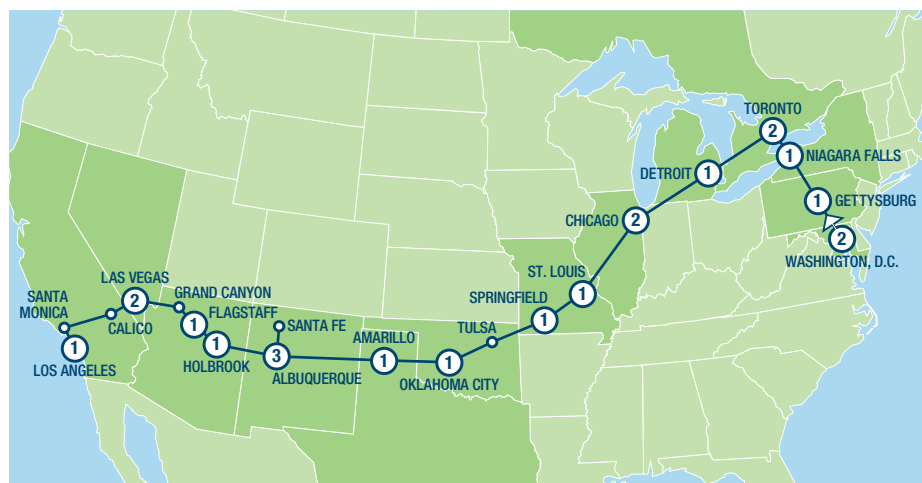 TORONTO
2
1
NIAGARA FALLS
DETROIT
1
1
GETTYSBURG
CHICAGO
2
2
WASHINGTON, D.C.
ST. LOUIS
1
SPRINGFIELD
1
TULSA
AMARILLO
1
1
OKLAHOMA CITY
SANTA FE
3
ALBUQUERQUE
LAS VEGAS
2
GRAND CANYON
1
FLAGSTAFF
1
HOLBROOK
SANTA
MONICA
CALICO
1
LOS ANGELES